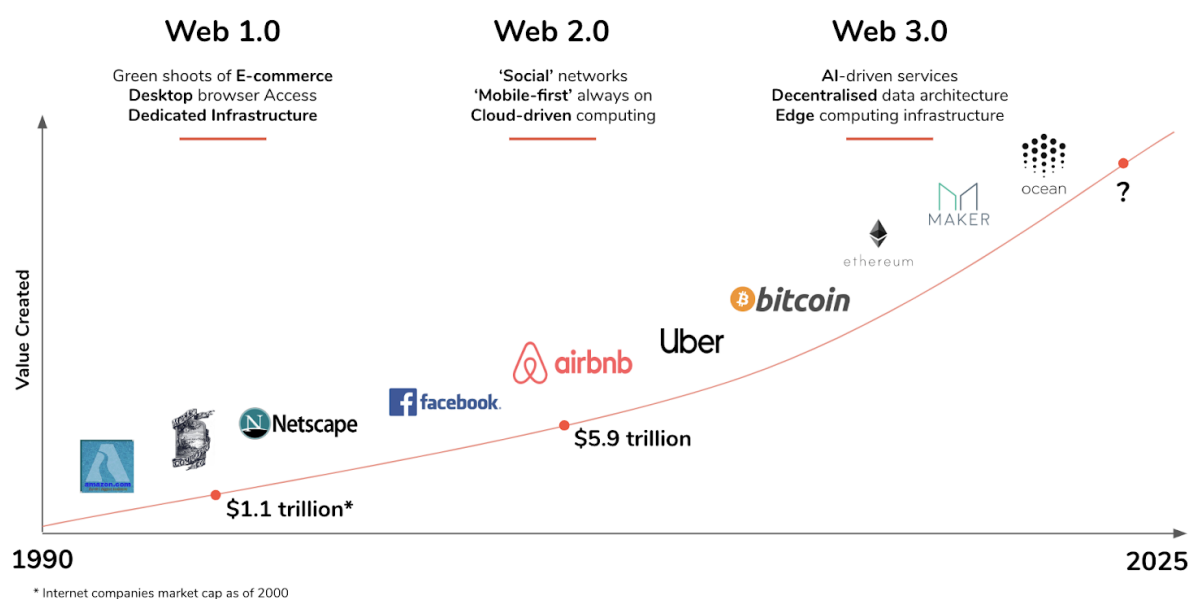 Web 1.0
Green shoots of E-commerce
Desktop browser Access
Dedicated Infrastructure
Web 2.0
‘Social’ networks
‘Mobile-first’ always on
Cloud-driven computing
Web 3.0
AI-driven services
Decentralised data architecture
Edge computing infrastructure
ocean
?
MAKER
ethereum
bitcoin
Uber
airbnb
facebook.
$5.9 trillion
Netscape
amazon.com
$1.1 trillion*
Value Created
1990
2025
* Internet companies market cap as of 2000